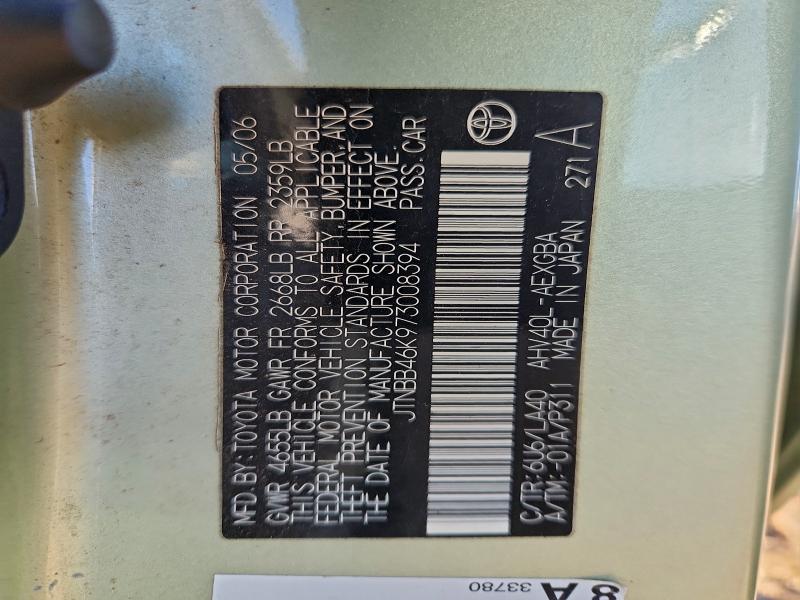 MFD.BY:TOYOTA MOTOR CORPORATION 05/06
GVWR 4655LB GAWR FR 2668LB RR 2359LB
THIS VEHICLE CONFORMS TO ALL APPLICABLE
FEDERAL MOTOR VEHICLE SAFETY, BUMPER, AND
THEFT PREVENTION STANDARDS IN EFFECT ON
THE DATE OF MANUFACTURE SHOWN ABOVE.
JTNBB46K973008394 PASS.CAR
C/TR:6U6/LA40 AHV40L-AEXGBA
A/TM:-01A/P311 MADE IN JAPAN 271 A
8 A
33780